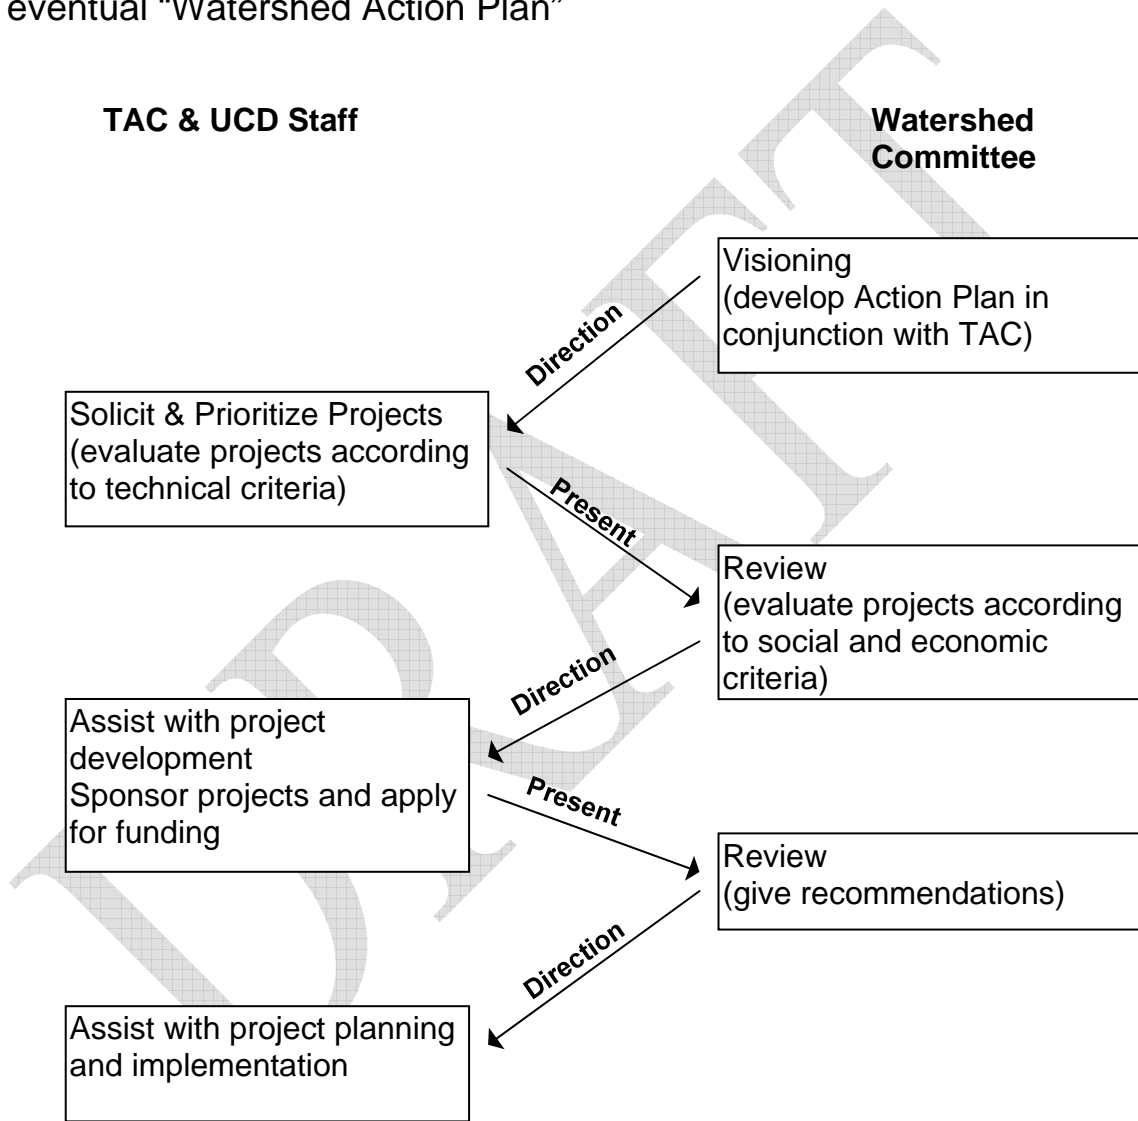 eventual “Watershed Action Plan”
TAC & UCD Staff
Watershed
Committee
Visioning
(develop Action Plan in
conjunction with TAC)
Direction
Solicit & Prioritize Projects
(evaluate projects according
to technical criteria)
Present
Review
(evaluate projects according
to social and economic
criteria)
Direction
Assist with project
development
Sponsor projects and apply
for funding
Present
Review
(give recommendations)
Direction
Assist with project planning
and implementation
DRAFT